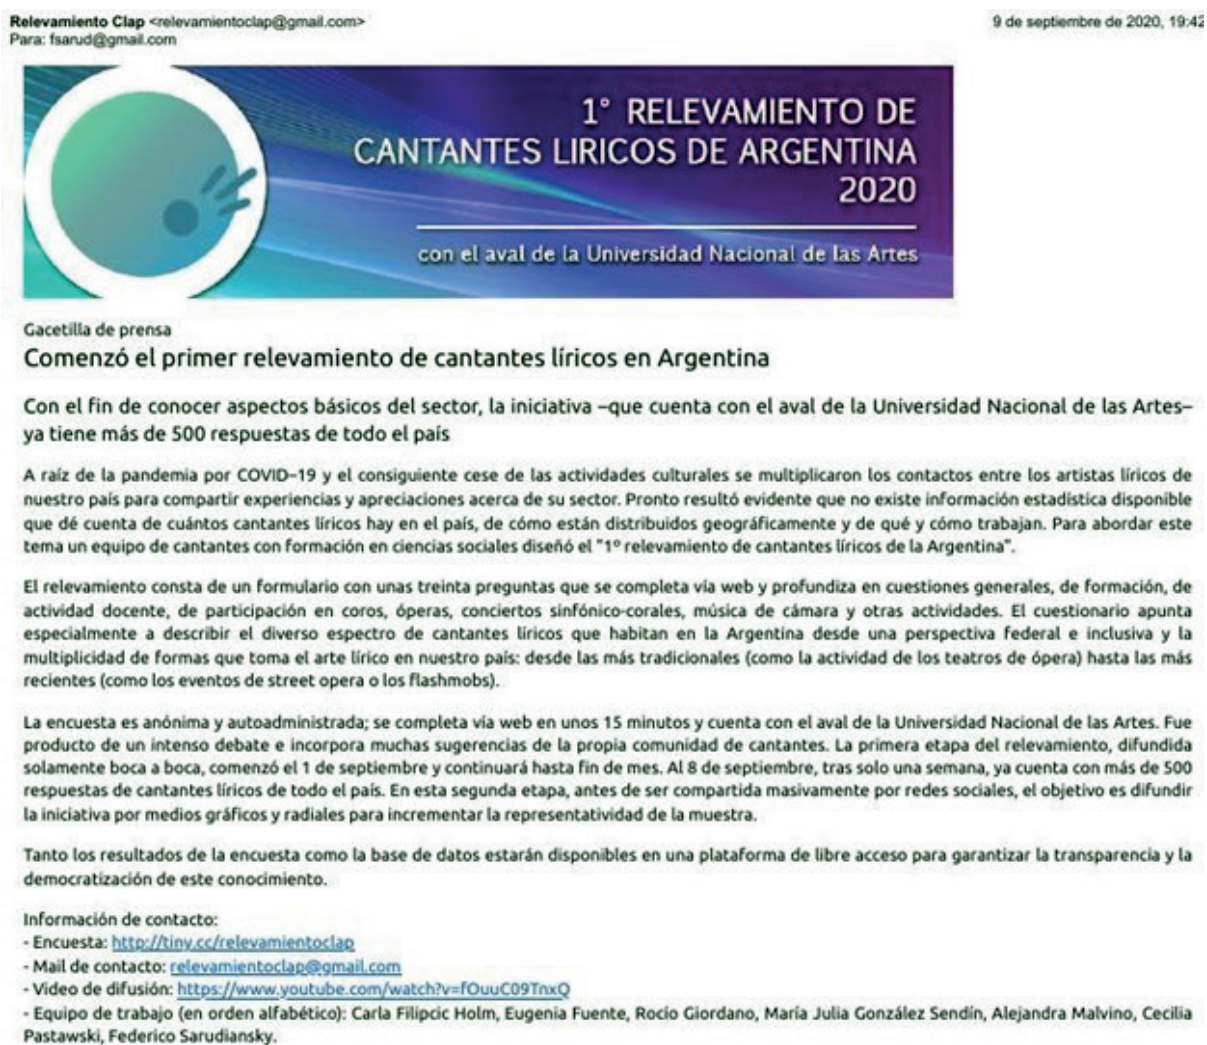 Relevamiento Clap <relevamientoclap@gmail.com>
9 de septiembre de 2020, 19:42
Para: fsarud@gmail.com
1° RELEVAMIENTO DE
CANTANTES LIRICOS DE ARGENTINA
2020
con el aval de la Universidad Nacional de las Artes
Gacetilla de prensa
Comenzó el primer relevamiento de cantantes líricos en Argentina
Con el fin de conocer aspectos básicos del sector, la iniciativa –que cuenta con el aval de la Universidad Nacional de las Artes–
ya tiene más de 500 respuestas de todo el país
A raíz de la pandemia por COVID–19 y el consiguiente cese de las actividades culturales se multiplicaron los contactos entre los artistas líricos de
nuestro país para compartir experiencias y apreciaciones acerca de su sector. Pronto resultó evidente que no existe información estadística disponible
que dé cuenta de cuántos cantantes líricos hay en el país, de cómo están distribuidos geográficamente y de qué y cómo trabajan. Para abordar este
tema un equipo de cantantes con formación en ciencias sociales diseñó el "1º relevamiento de cantantes líricos de la Argentina".
El relevamiento consta de un formulario con unas treinta preguntas que se completa vía web y profundiza en cuestiones generales, de formación, de
actividad docente, de participación en coros, óperas, conciertos sinfónico-corales, música de cámara y otras actividades. El cuestionario apunta
especialmente a describir el diverso espectro de cantantes líricos que habitan en la Argentina desde una perspectiva federal e inclusiva y la
multiplicidad de formas que toma el arte lírico en nuestro país: desde las más tradicionales (como la actividad de los teatros de ópera) hasta las más
recientes (como los eventos de street opera o los flashmobs).
La encuesta es anónima y autoadministrada; se completa vía web en unos 15 minutos y cuenta con el aval de la Universidad Nacional de las Artes. Fue
producto de un intenso debate e incorpora muchas sugerencias de la propia comunidad de cantantes. La primera etapa del relevamiento, difundida
solamente boca a boca, comenzó el 1 de septiembre y continuará hasta fin de mes. Al 8 de septiembre, tras solo una semana, ya cuenta con más de 500
respuestas de cantantes líricos de todo el país. En esta segunda etapa, antes de ser compartida masivamente por redes sociales, el objetivo es difundir
la iniciativa por medios gráficos y radiales para incrementar la representatividad de la muestra.
Tanto los resultados de la encuesta como la base de datos estarán disponibles en una plataforma de libre acceso para garantizar la transparencia y la
democratización de este conocimiento.
Información de contacto:
- Encuesta: http://tiny.cc/relevamientoclap
- Mail de contacto: relevamientoclap@gmail.com
- Video de difusión: https://www.youtube.com/watch?v=fOuuC09TnxQ
- Equipo de trabajo (en orden alfabético): Carla Filipcic Holm, Eugenia Fuente, Rocío Giordano, María Julia González Sendín, Alejandra Malvino, Cecilia
Pastawski, Federico Sarudiansky.